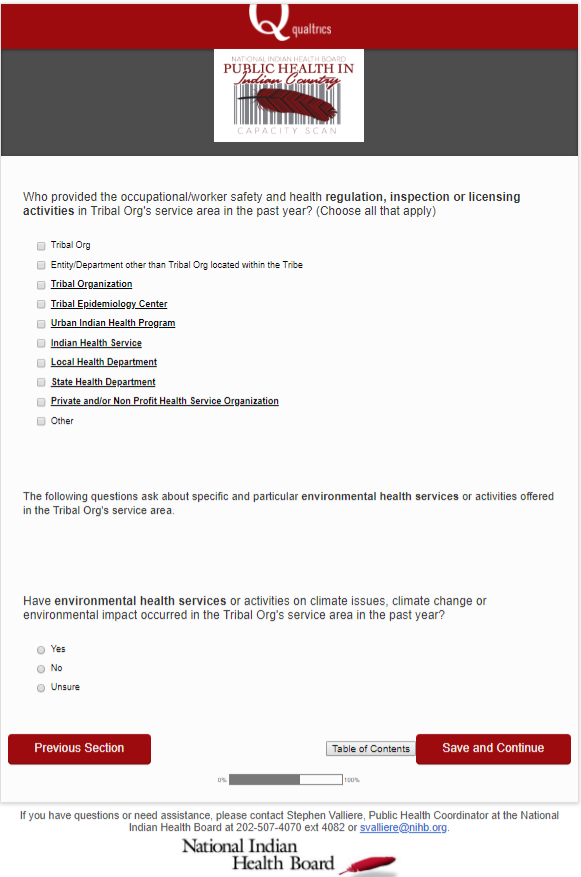 qualtrics
NATIONAL INDIAN HEALTH BOARD
PUBLIC HEALTH IN
Indian Country
CAPACITY SCAN
Who provided the occupational/worker safety and health regulation, inspection or licensing
activities in Tribal Org's service area in the past year? (Choose all that apply)
Tribal Org
Entity/Department other than Tribal Org located within the Tribe
Tribal Organization
Tribal Epidemiology Center
Urban Indian Health Program
Indian Health Service
Local Health Department
State Health Department
Private and/or Non Profit Health Service Organization
Other
The following questions ask about specific and particular environmental health services or activities offered
in the Tribal Org's service area.
Have environmental health services or activities on climate issues, climate change or
environmental impact occurred in the Tribal Org's service area in the past year?
Yes
No
Unsure
Previous Section Table of Contents Save and Continue
0% 100%
If you have questions or need assistance, please contact Stephen Valliere, Public Health Coordinator at the National
Indian Health Board at 202-507-4070 ext 4082 or svalliere@nihb.org.
National Indian
Health Board